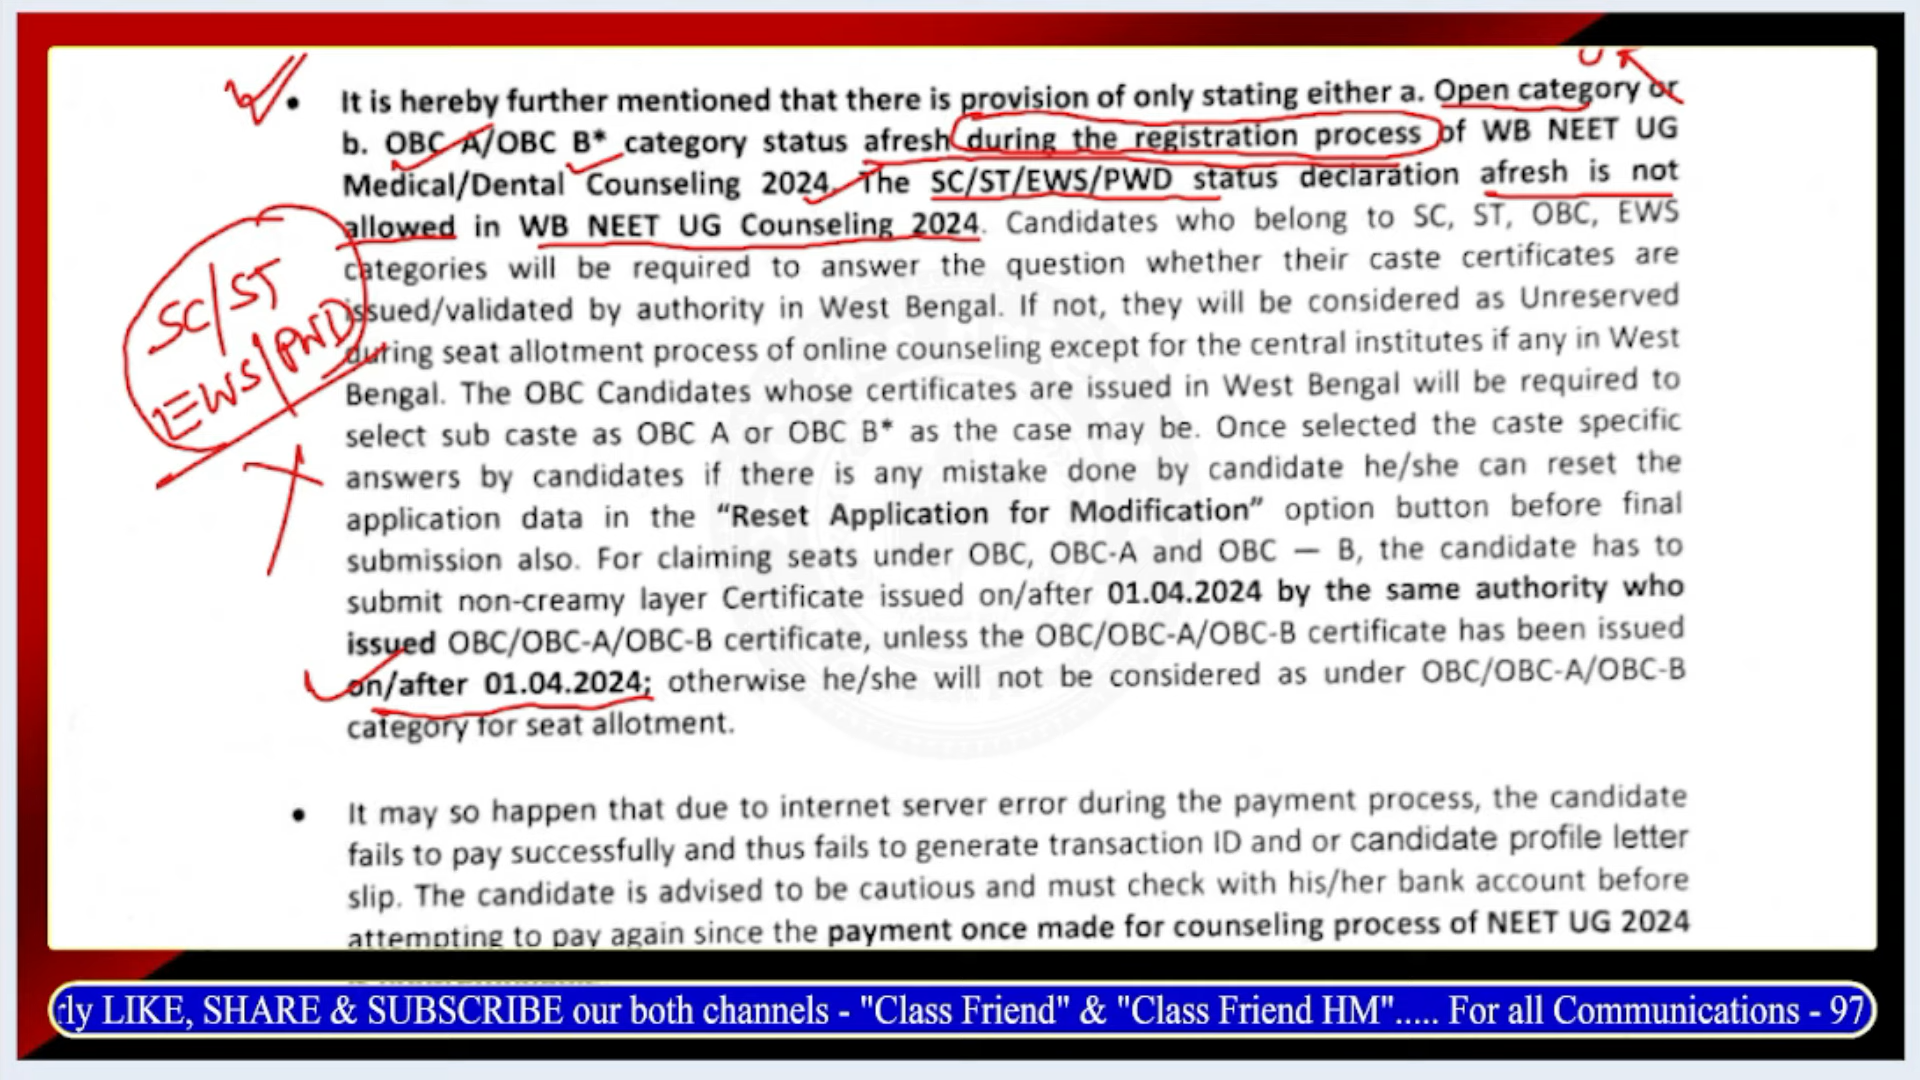 UR
It is hereby further mentioned that there is provision of only stating either a. Open category or
b. OBC A/OBC B* category status afresh during the registration process of WB NEET UG
Medical/Dental Counseling 2024. The SC/ST/EWS/PWD status declaration afresh is not
allowed in WB NEET UG Counseling 2024. Candidates who belong to SC, ST, OBC, EWS
categories will be required to answer the question whether their caste certificates are
issued/validated by authority in West Bengal. If not, they will be considered as Unreserved
during seat allotment process of online counseling except for the central institutes if any in West
Bengal. The OBC Candidates whose certificates are issued in West Bengal will be required to
select sub caste as OBC A or OBC B* as the case may be. Once selected the caste specific
answers by candidates if there is any mistake done by candidate he/she can reset the
application data in the “Reset Application for Modification” option button before final
submission also. For claiming seats under OBC, OBC-A and OBC — B, the candidate has to
submit non-creamy layer Certificate issued on/after 01.04.2024 by the same authority who
issued OBC/OBC-A/OBC-B certificate, unless the OBC/OBC-A/OBC-B certificate has been issued
on/after 01.04.2024; otherwise he/she will not be considered as under OBC/OBC-A/OBC-B
category for seat allotment.
SC/ST
EWS/PWD
It may so happen that due to internet server error during the payment process, the candidate
fails to pay successfully and thus fails to generate transaction ID and or candidate profile letter
slip. The candidate is advised to be cautious and must check with his/her bank account before
attempting to pay again since the payment once made for counseling process of NEET UG 2024
rly LIKE, SHARE & SUBSCRIBE our both channels - "Class Friend" & "Class Friend HM"..... For all Communications - 97